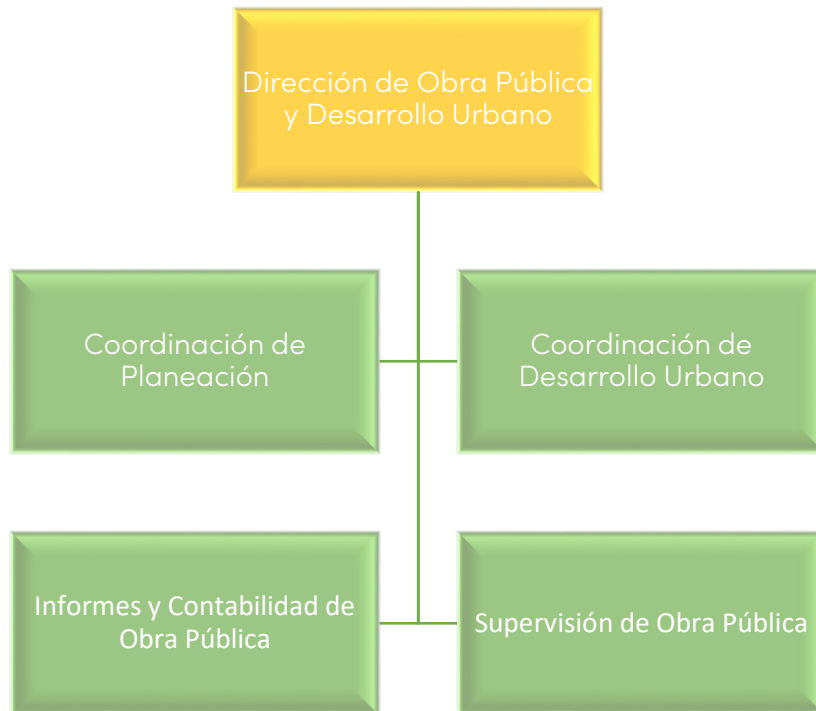 Dirección de Obra Pública
y Desarrollo Urbano
Coordinación de
Planeación
Coordinación de
Desarrollo Urbano
Informes y Contabilidad de
Obra Pública
Supervisión de Obra Pública